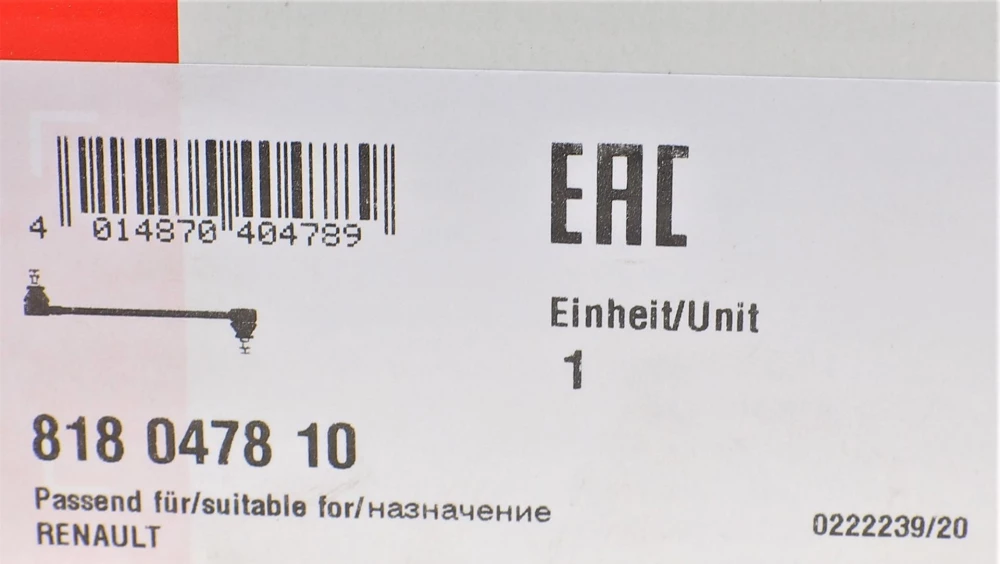 4 014870 404789
EAC
Einheit/Unit
1
818 0478 10
Passend für/suitable for/назначение
RENAULT
0222239/20